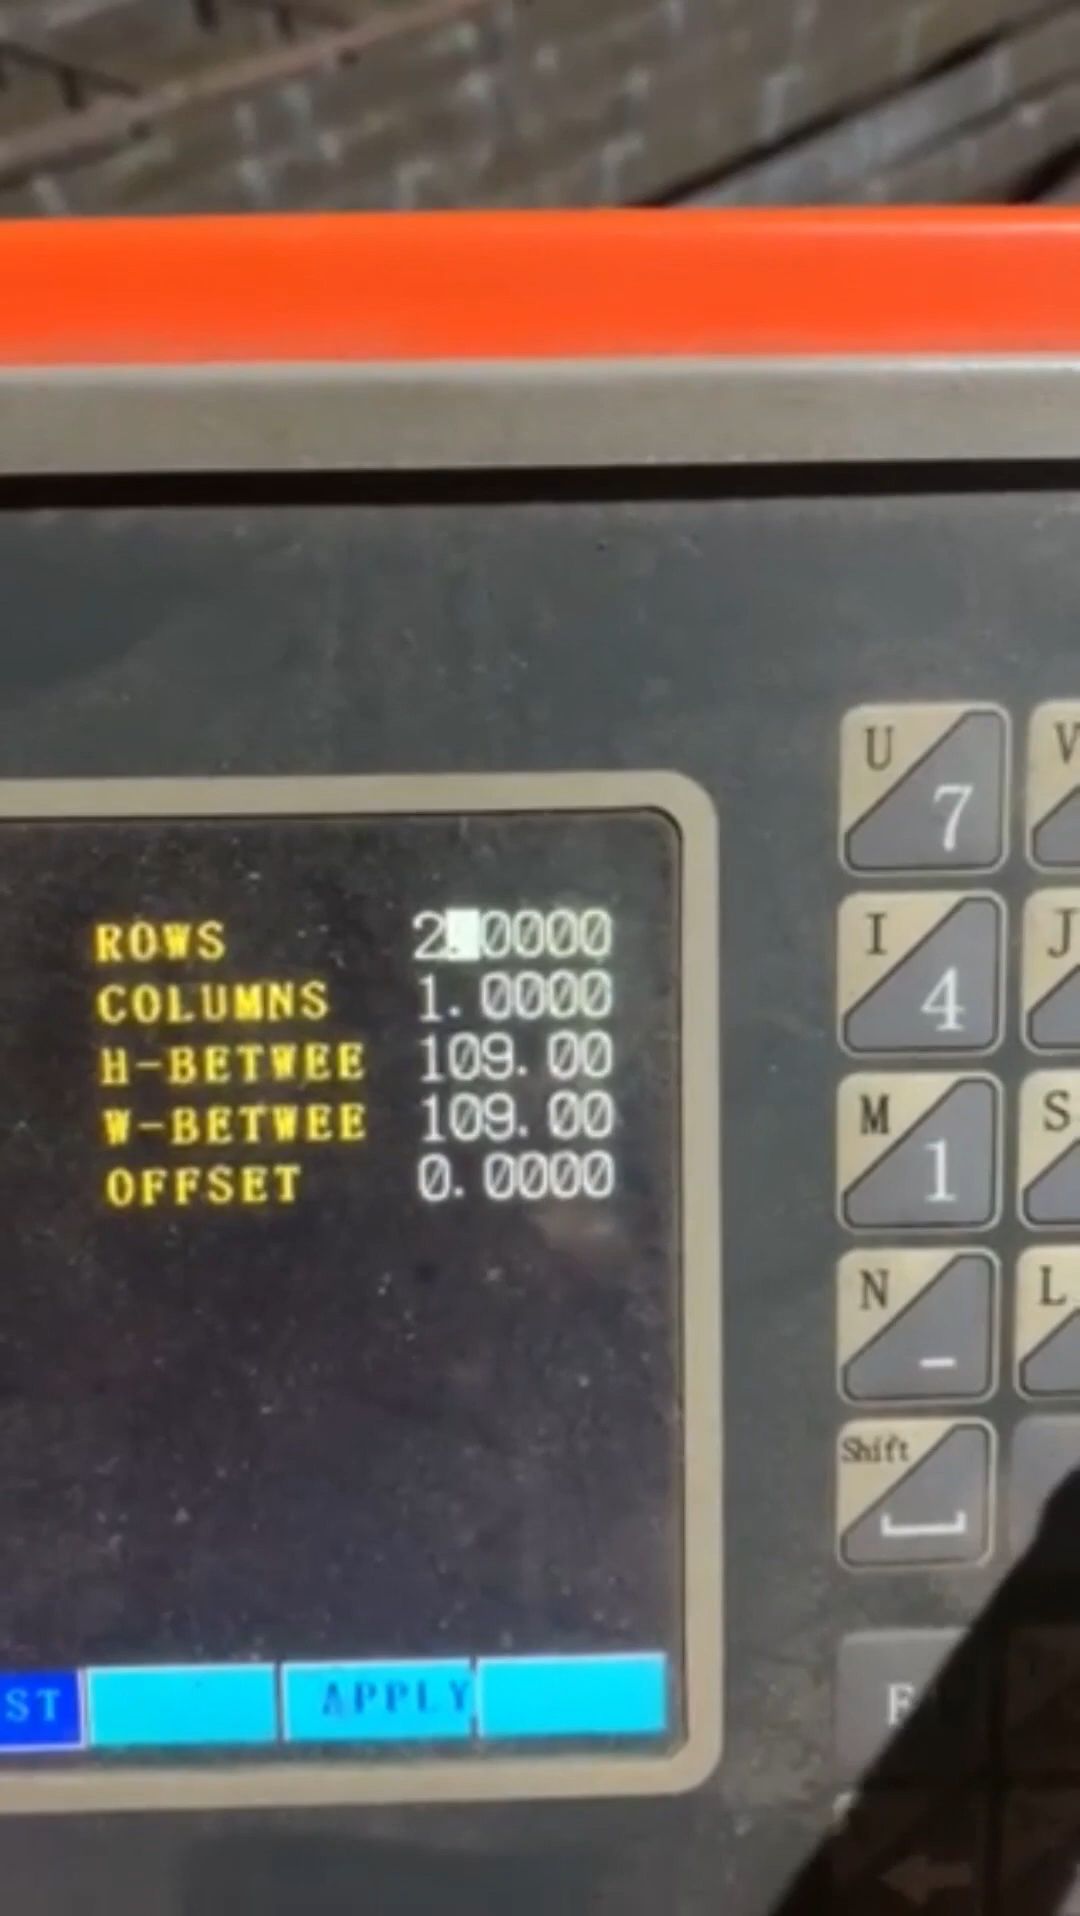 ROWS 2.0000
COLUMNS 1.0000
H-BETWEE 109.00
W-BETWEE 109.00
OFFSET 0.0000
ST
APPLY
U 7
V
I 4
J
M 1
S
N -
L
Shift